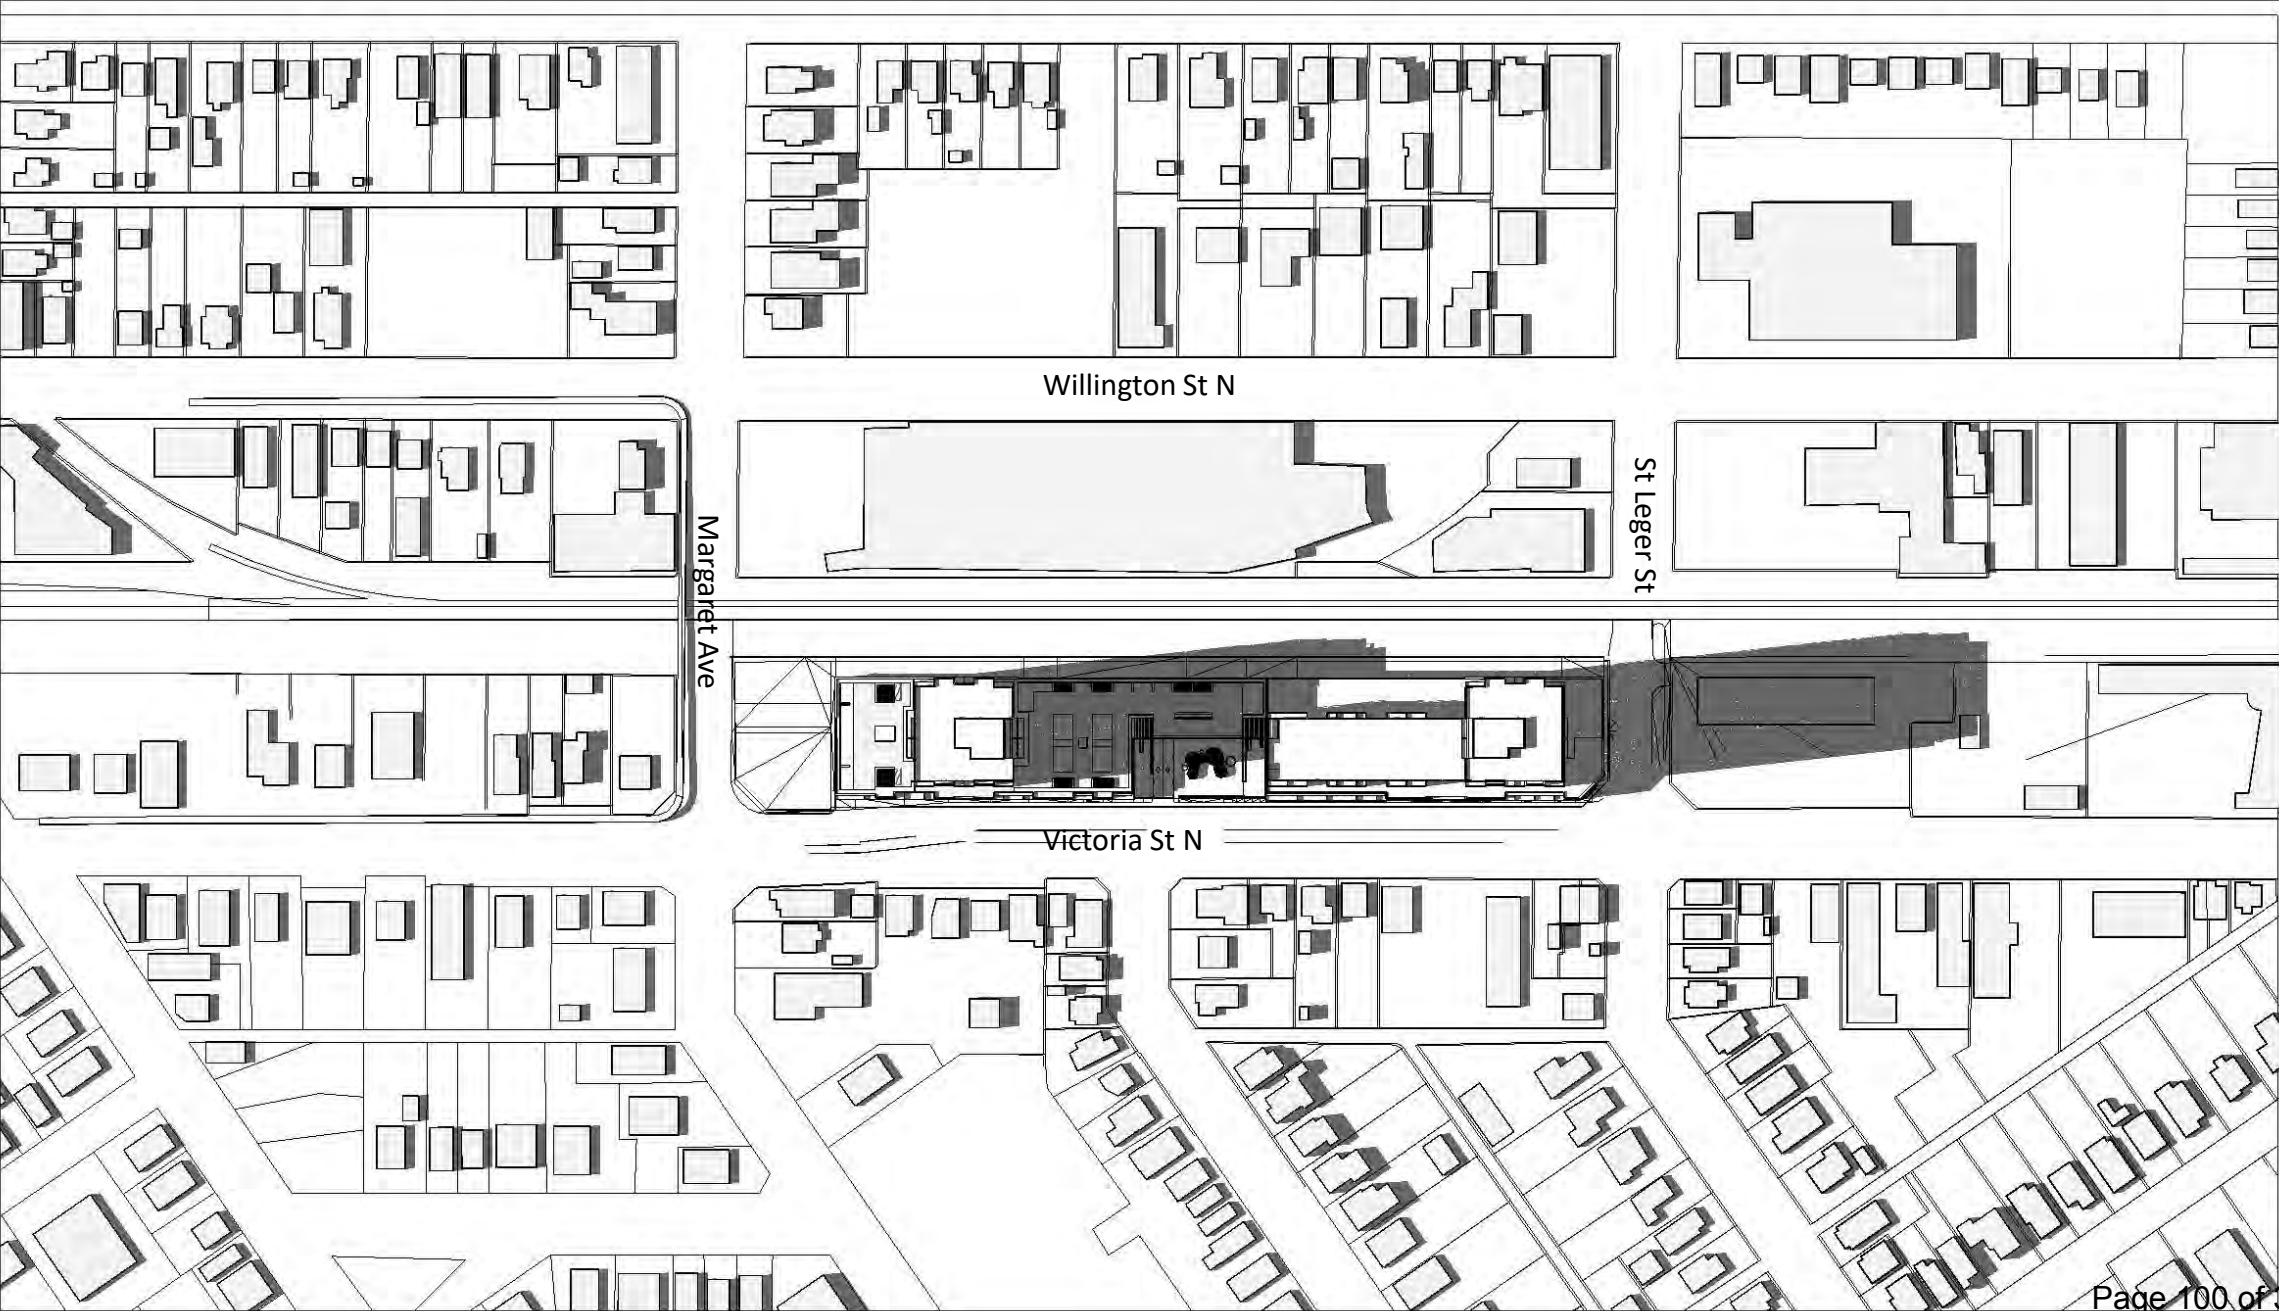 Willington St N
St Leger St
Margaret Ave
Victoria St N
Page 100 of